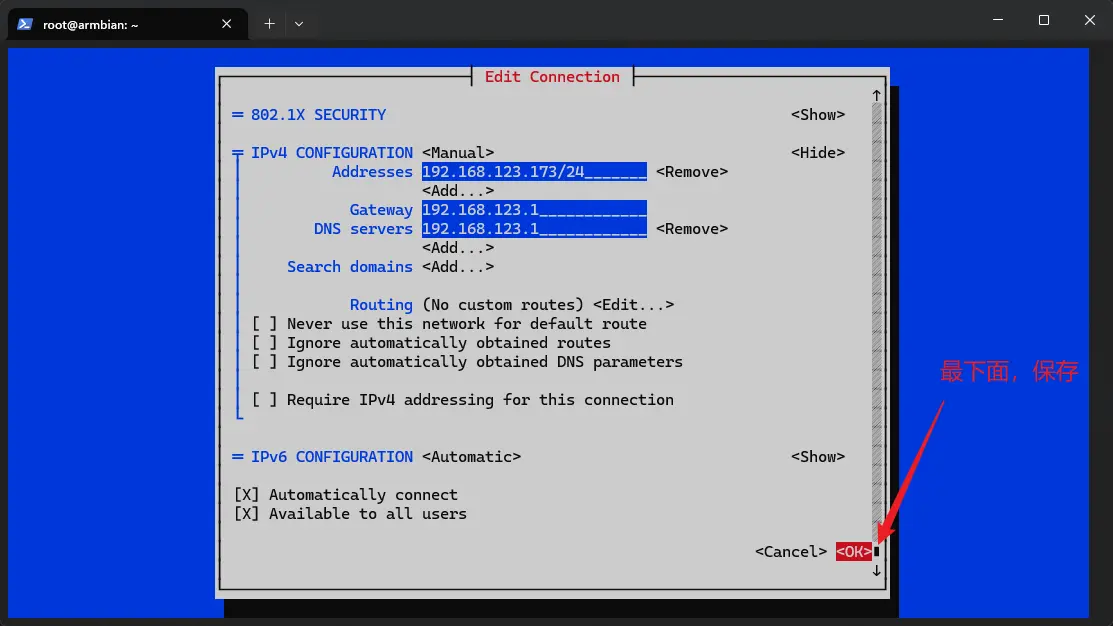 root@armbian: ~
Edit Connection
= 802.1X SECURITY <Show>
IPv4 CONFIGURATION <Manual> <Hide>
Addresses 192.168.123.173/24_______ <Remove>
<Add...>
Gateway 192.168.123.1____________
DNS servers 192.168.123.1____________ <Remove>
<Add...>
Search domains <Add...>
Routing (No custom routes) <Edit...>
[ ] Never use this network for default route
[ ] Ignore automatically obtained routes
[ ] Ignore automatically obtained DNS parameters
最下面，保存
[ ] Require IPv4 addressing for this connection
= IPv6 CONFIGURATION <Automatic> <Show>
[X] Automatically connect
[X] Available to all users
<Cancel> <OK>